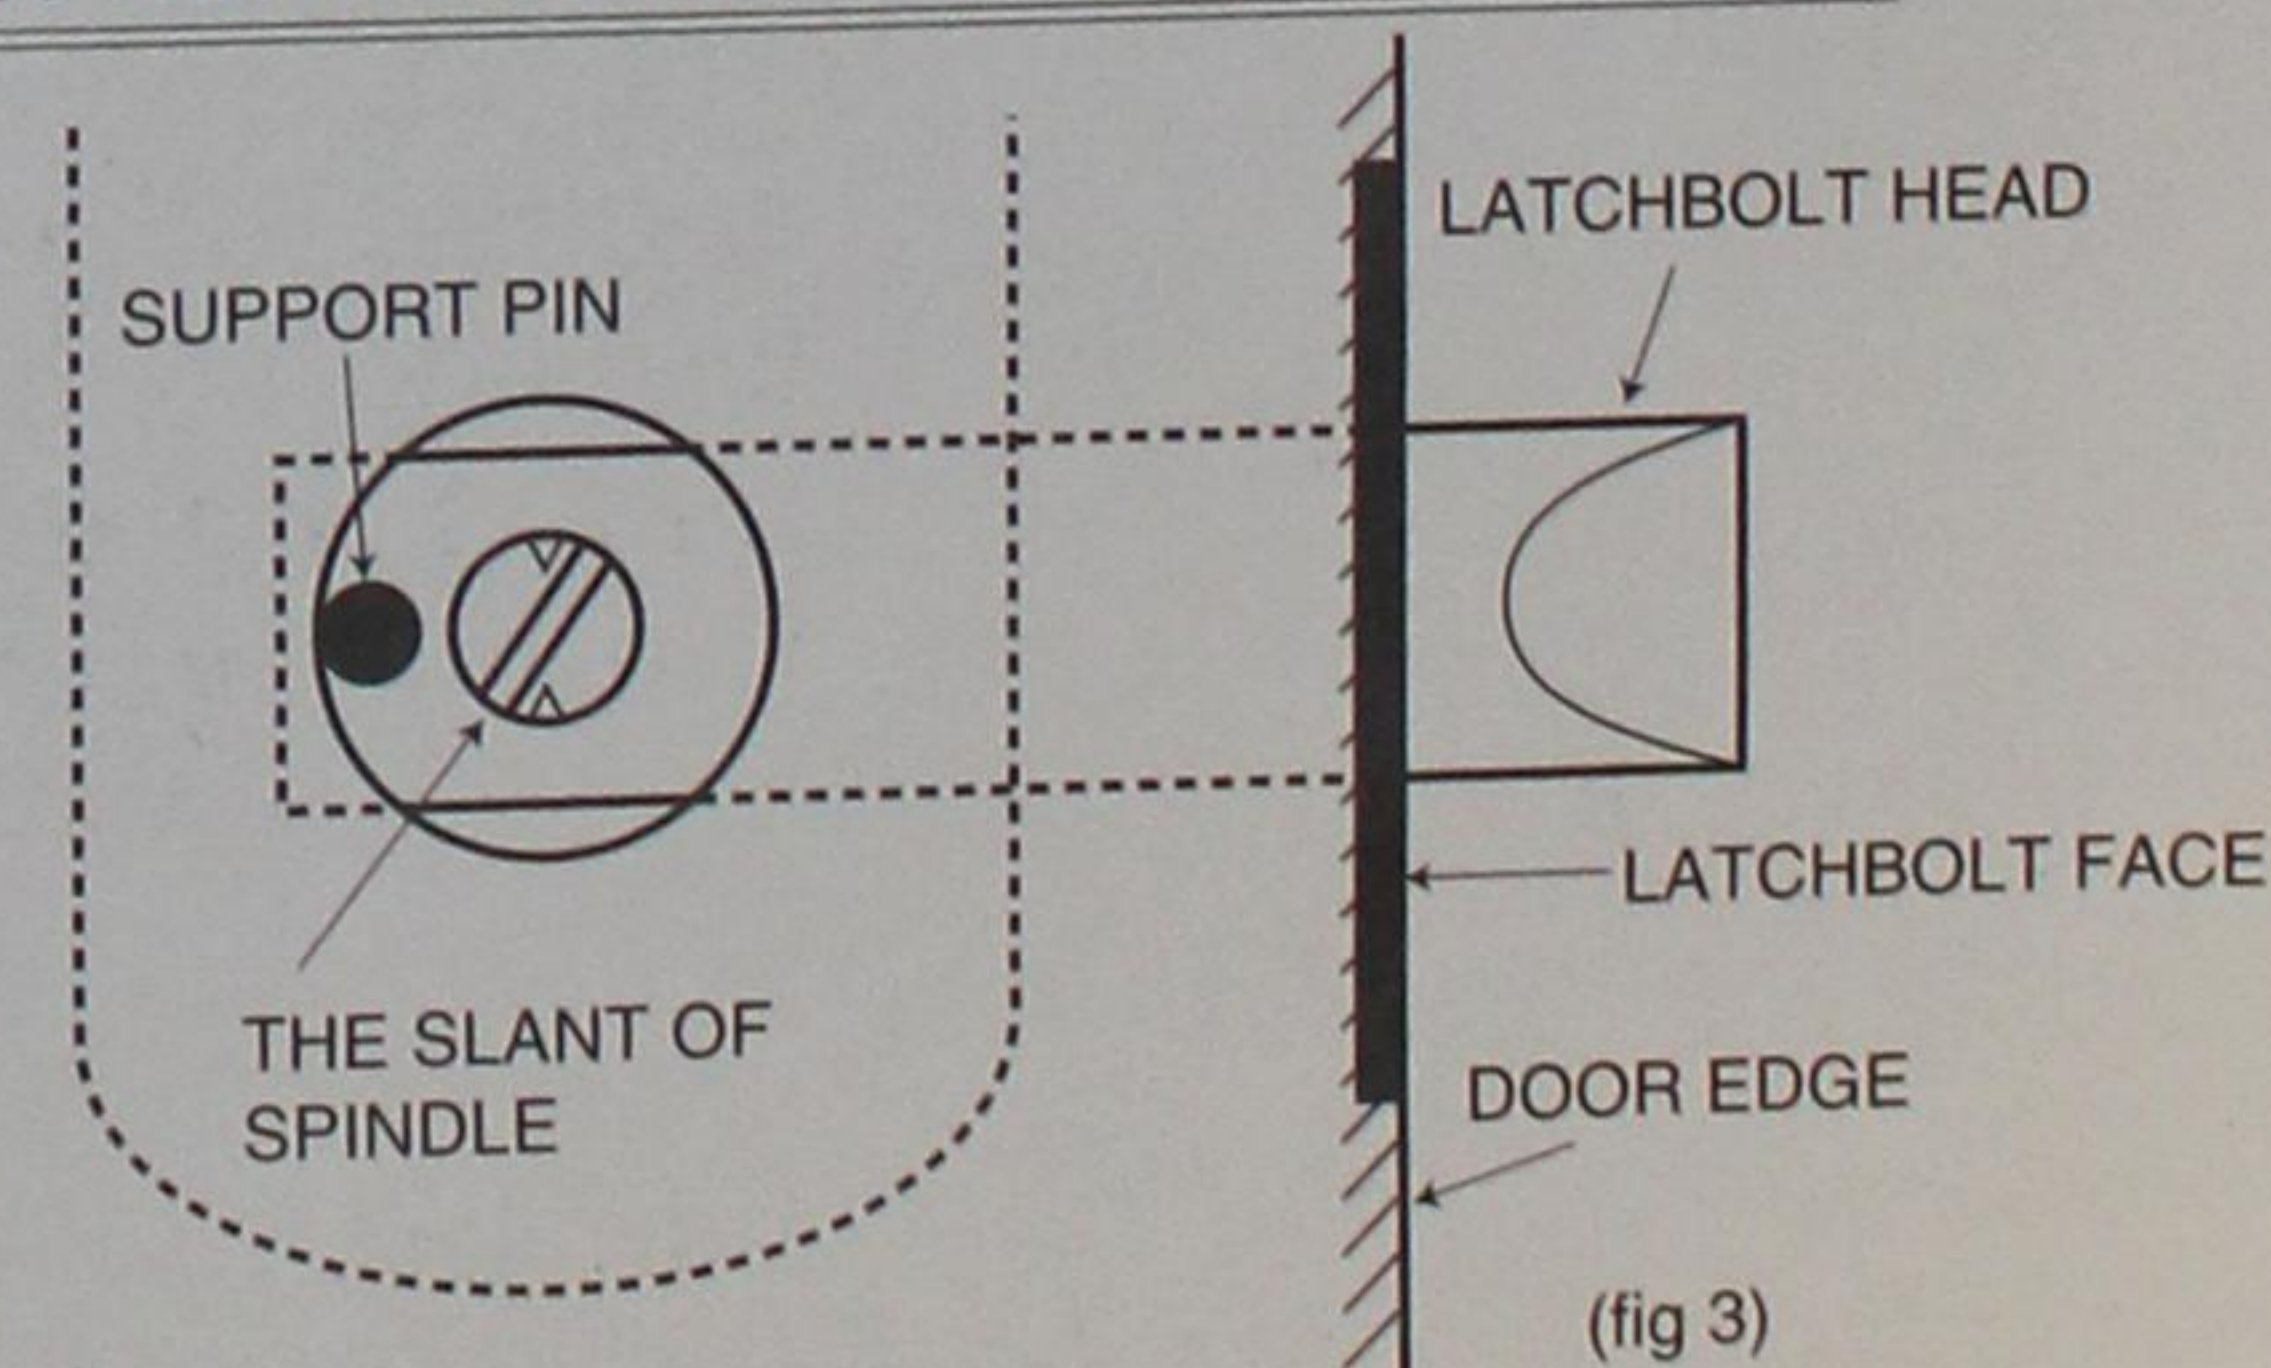 LATCHBOLT HEAD
SUPPORT PIN
LATCHBOLT FACE
THE SLANT OF
SPINDLE
DOOR EDGE
(fig 3)